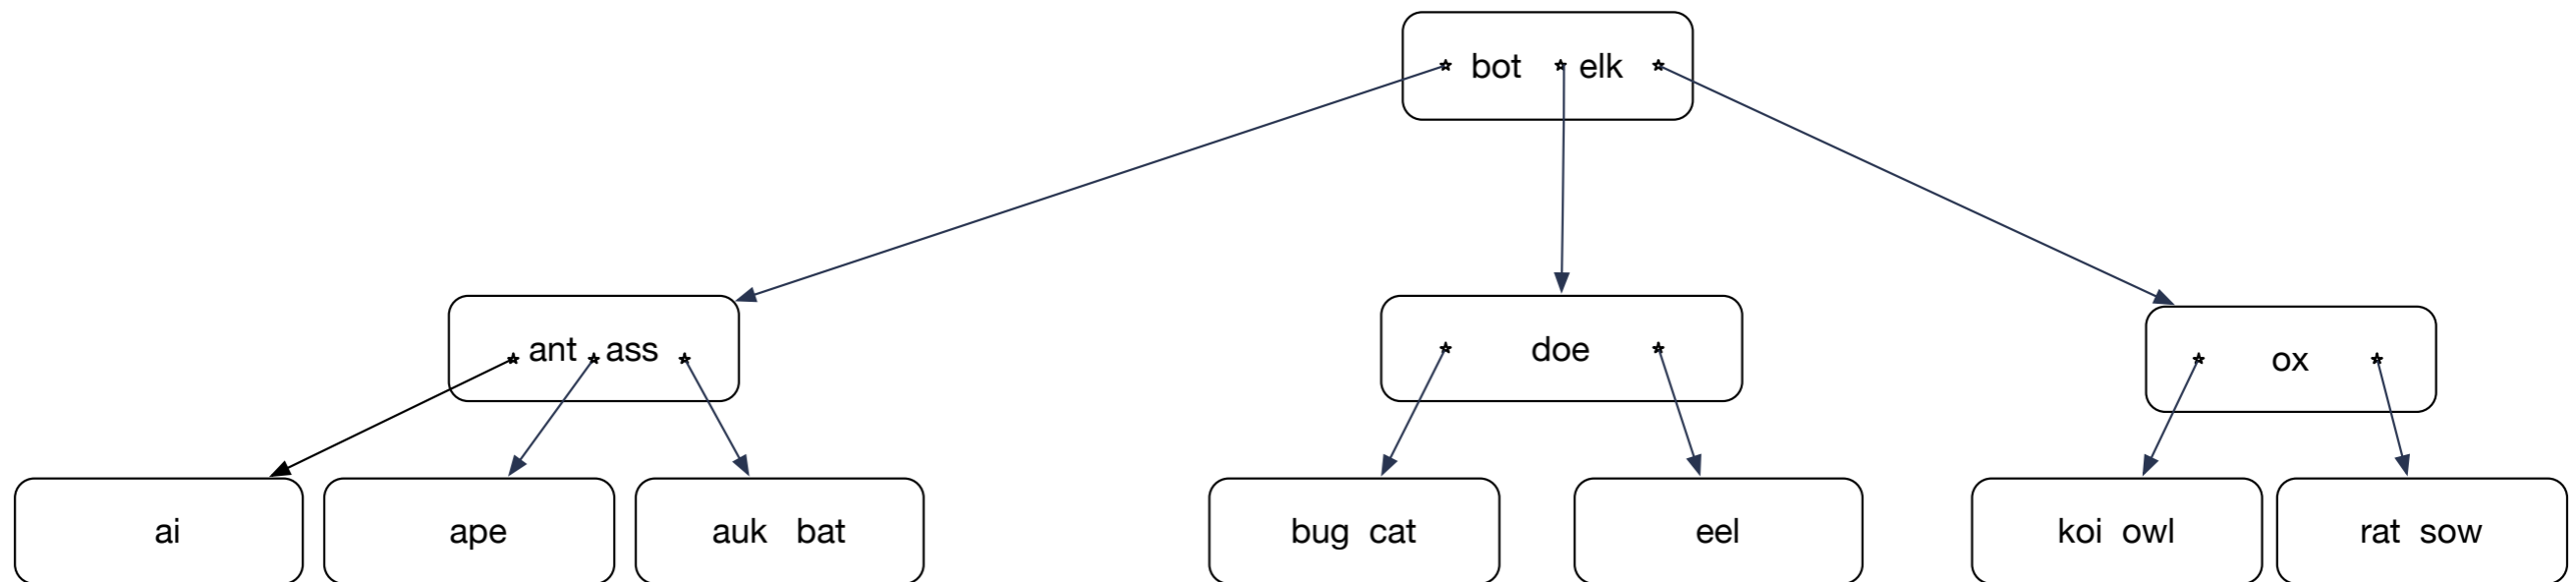 bot elk
ant ass
doe
ox
ai
ape
auk bat
bug cat
eel
koi owl
rat sow